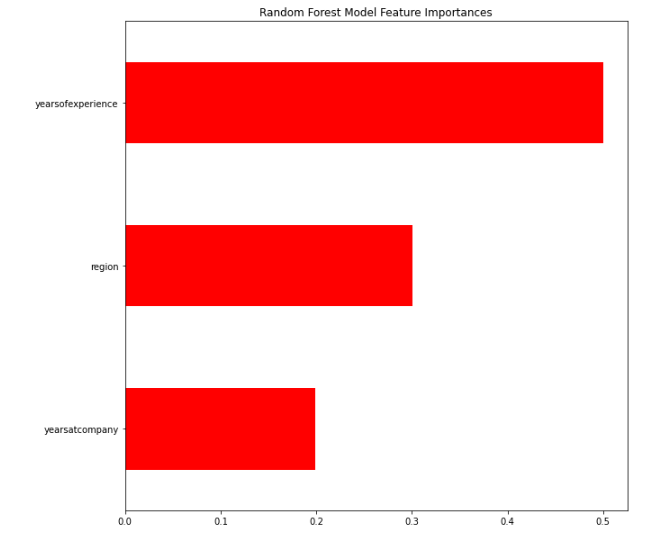 Random Forest Model Feature Importances
yearsofexperience
region
yearsatcompany
0.0 0.1 0.2 0.3 0.4 0.5